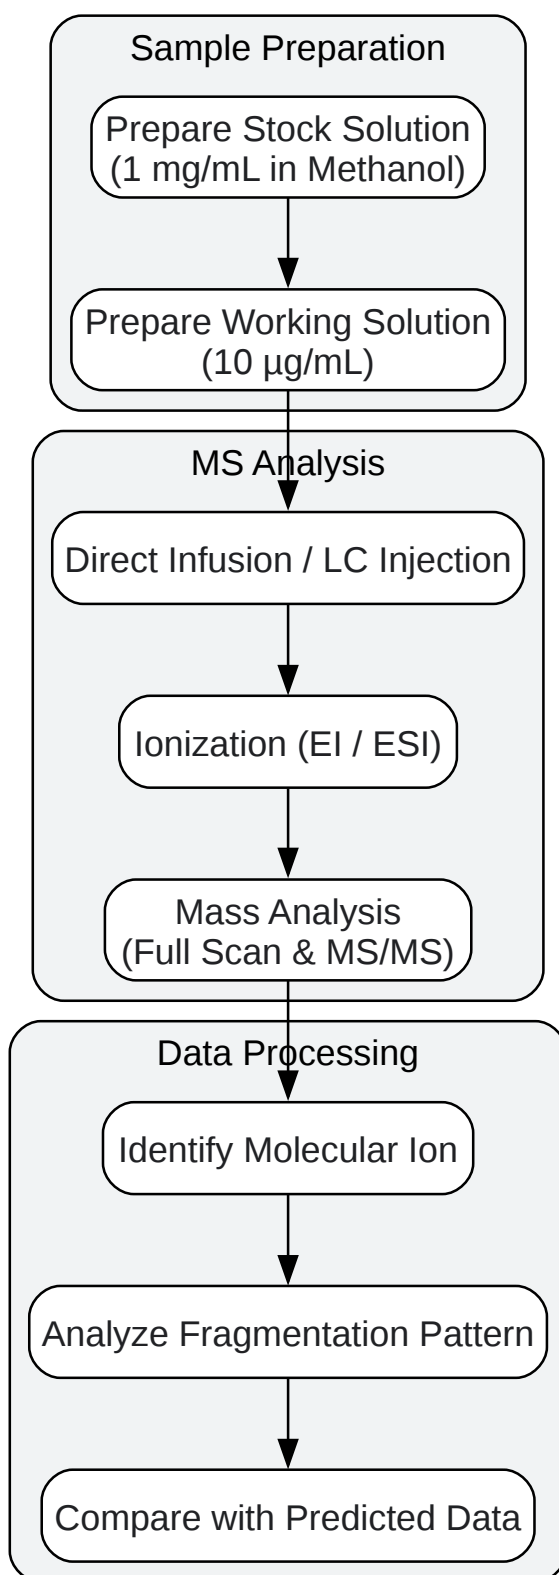 Sample Preparation
Prepare Stock Solution
(1 mg/mL in Methanol)
Prepare Working Solution
(10 µg/mL)
MS Analysis
Direct Infusion / LC Injection
Ionization (EI / ESI)
Mass Analysis
(Full Scan & MS/MS)
Data Processing
Identify Molecular Ion
Analyze Fragmentation Pattern
Compare with Predicted Data